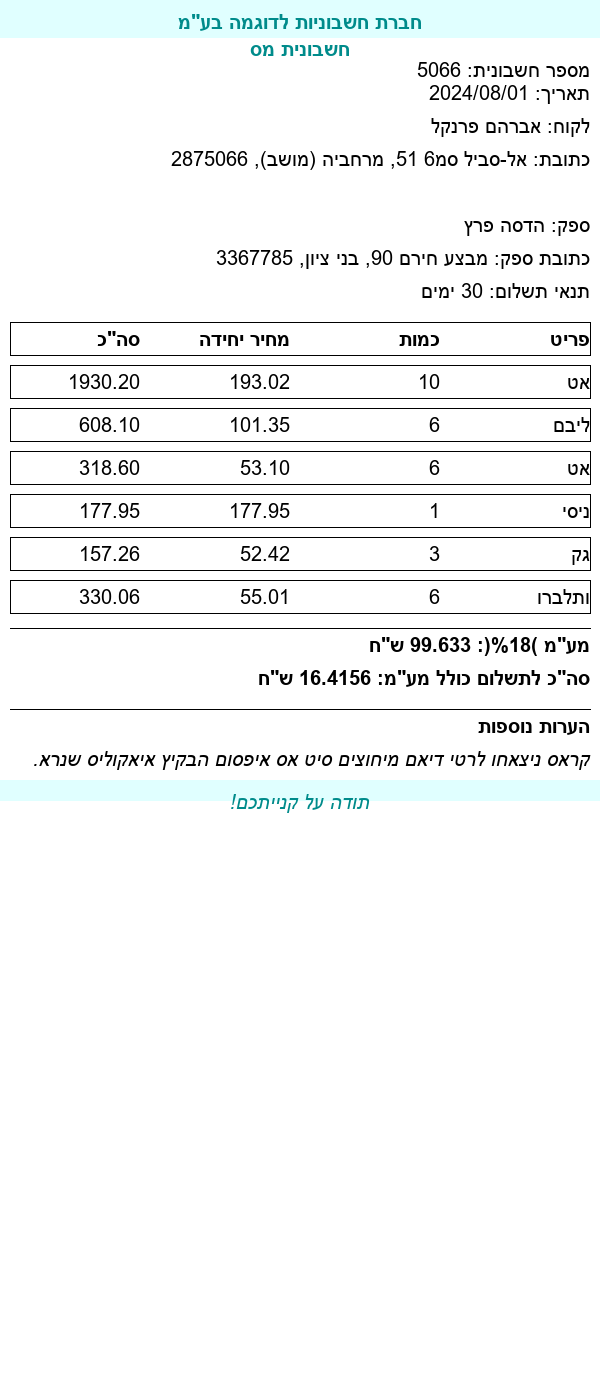 חברת חשבוניות לדוגמה בע"מ
חשבונית מס
מספר חשבונית: 5066
תאריך: 2024/08/01
לקוח: אברהם פרנקל
כתובת: אל-סביל סמ6 51, מרחביה (מושב), 2875066
ספק: הדסה פרץ
כתובת ספק: מבצע חירם 90, בני ציון, 3367785
תנאי תשלום: 30 ימים
פריט כמות מחיר יחידה סה"כ
אט 10 193.02 1930.20
ליבם 6 101.35 608.10
אט 6 53.10 318.60
ניסי 1 177.95 177.95
גק 3 52.42 157.26
ותלברו 6 55.01 330.06
מע"מ )18%(: 99.633 ש"ח
סה"כ לתשלום כולל מע"מ: 16.4156 ש"ח
הערות נוספות
קראס ניצאחו לרטי דיאם מיחוצים סיט אס איפסום הבקיץ איאקוליס שנרא.
תודה על קנייתכם!